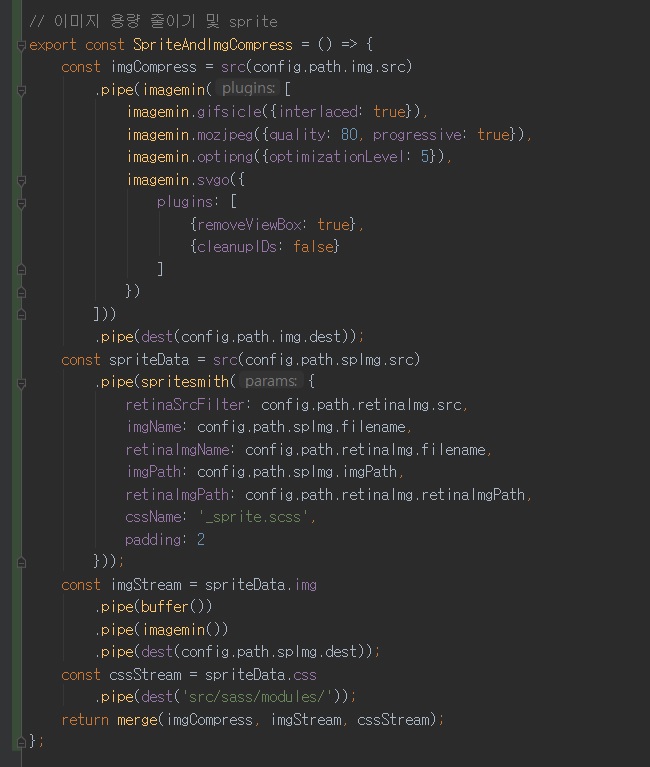 // 이미지 용량 줄이기 및 sprite
export const SpriteAndImgCompress = () => {
    const imgCompress = src(config.path.img.src)
        .pipe(imagemin( plugins: [
            imagemin.gifsicle({interlaced: true}),
            imagemin.mozjpeg({quality: 80, progressive: true}),
            imagemin.optipng({optimizationLevel: 5}),
            imagemin.svgo({
                plugins: [
                    {removeViewBox: true},
                    {cleanupIDs: false}
                ]
            })
        ]))
        .pipe(dest(config.path.img.dest));
    const spriteData = src(config.path.spImg.src)
        .pipe(spritesmith( params: {
            retinaSrcFilter: config.path.retinaImg.src,
            imgName: config.path.spImg.filename,
            retinaImgName: config.path.retinaImg.filename,
            imgPath: config.path.spImg.imgPath,
            retinaImgPath: config.path.retinaImg.retinaImgPath,
            cssName: '_sprite.scss',
            padding: 2
        }));
    const imgStream = spriteData.img
        .pipe(buffer())
        .pipe(imagemin())
        .pipe(dest(config.path.spImg.dest));
    const cssStream = spriteData.css
        .pipe(dest('src/sass/modules/'));
    return merge(imgCompress, imgStream, cssStream);
};